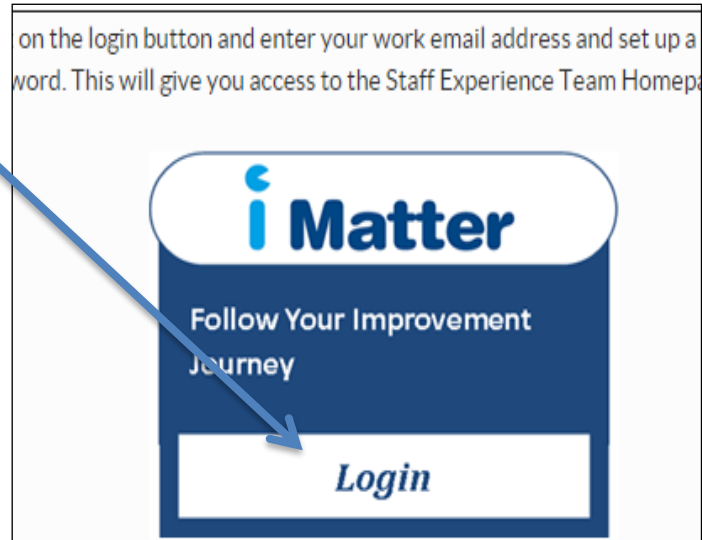 on the login button and enter your work email address and set up a
word. This will give you access to the Staff Experience Team Homepa
i Matter
Follow Your Improvement
Journey
Login